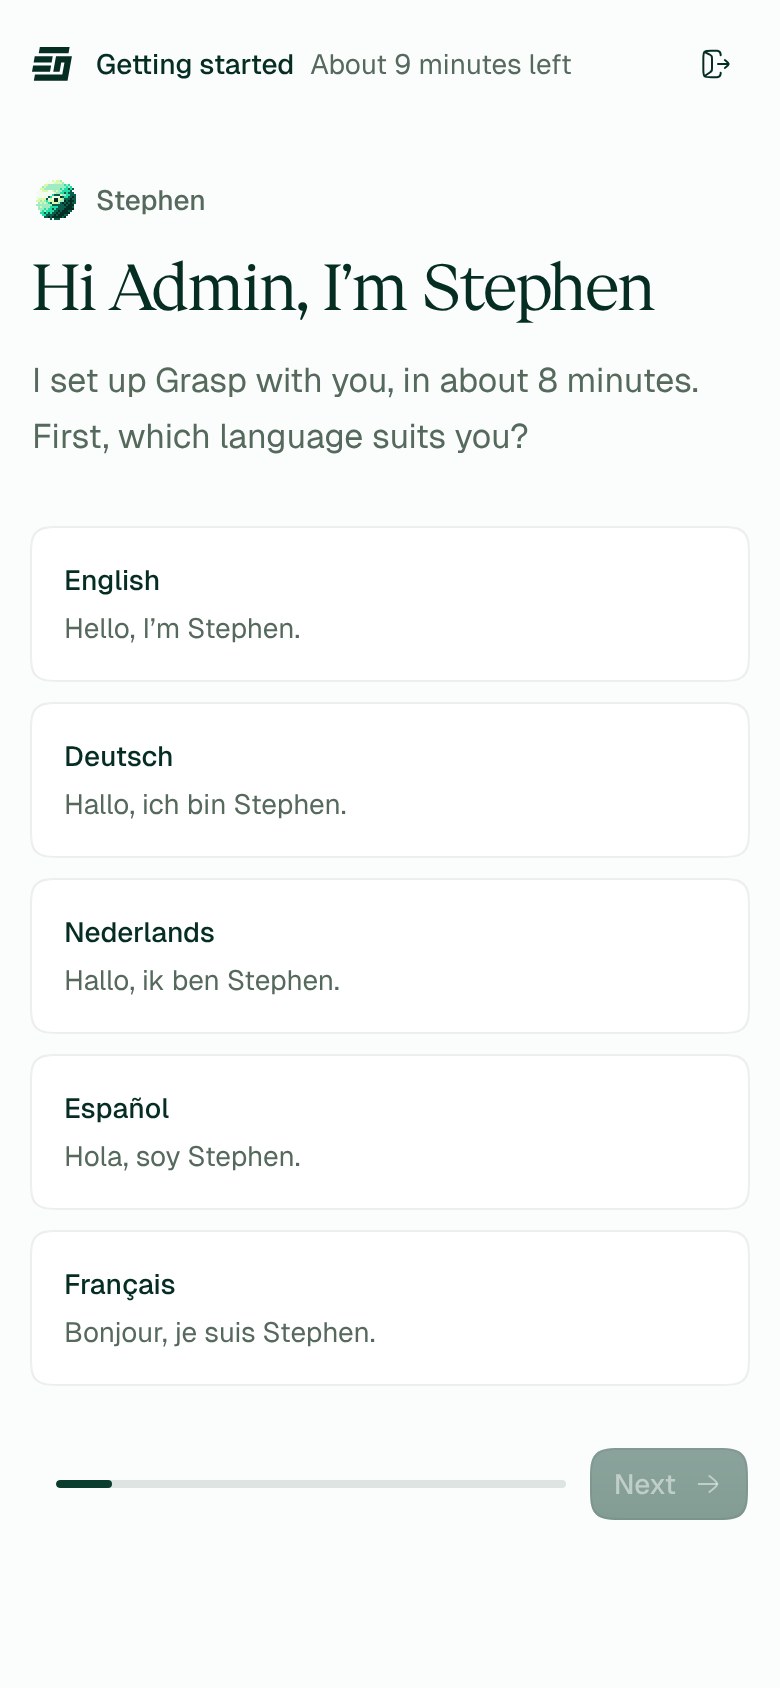 Getting started About 9 minutes left
Stephen
Hi Admin, I’m Stephen
I set up Grasp with you, in about 8 minutes.
First, which language suits you?
English
Hello, I’m Stephen.
Deutsch
Hallo, ich bin Stephen.
Nederlands
Hallo, ik ben Stephen.
Español
Hola, soy Stephen.
Français
Bonjour, je suis Stephen.
Next